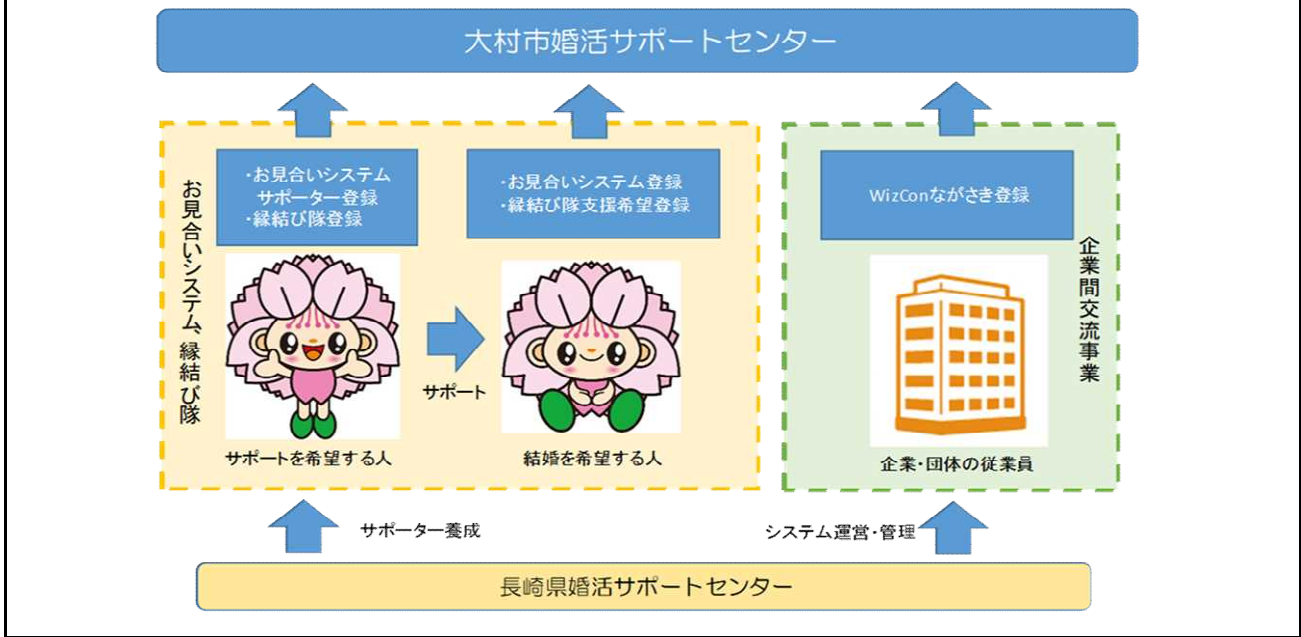 大村市婚活サポートセンター
お見合いシステム、縁結び隊
・お見合いシステム
サポーター登録
・縁結び隊登録
・お見合いシステム登録
・縁結び隊支援希望登録
サポート
サポートを希望する人
結婚を希望する人
WizConながさき登録
企業間交流事業
企業・団体の従業員
サポーター養成
システム運営・管理
長崎県婚活サポートセンター